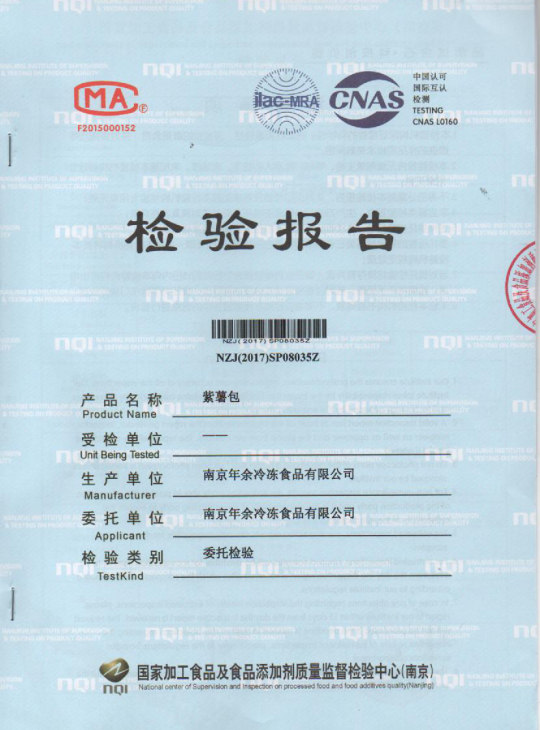 MA
®
F2015000152
ilac-MRA
CNAS
中国认可
国际互认
检测
TESTING
CNAS L0160
检验报告
NZJ(2017)SP08035Z
NZJ(2017)SP08035Z
产品名称 紫薯包
Product Name
受检单位 ——
Unit Being Tested
生产单位 南京年余冷冻食品有限公司
Manufacturer
委托单位 南京年余冷冻食品有限公司
Applicant
检验类别 委托检验
TestKind
国家加工食品及食品添加剂质量监督检验中心(南京)
National center of Supervision and Inspection on processed food and food additives quality(Nanjing)
NQI